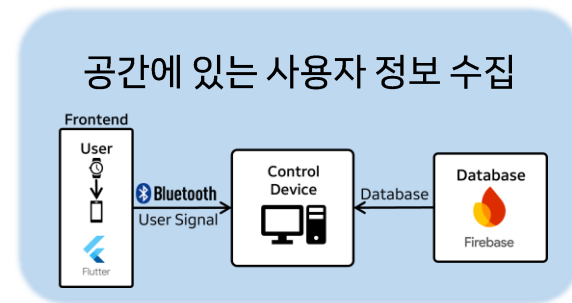 공간에 있는 사용자 정보 수집
Frontend
User
Flutter
Bluetooth
User Signal
Control
Device
Database
Database
Firebase